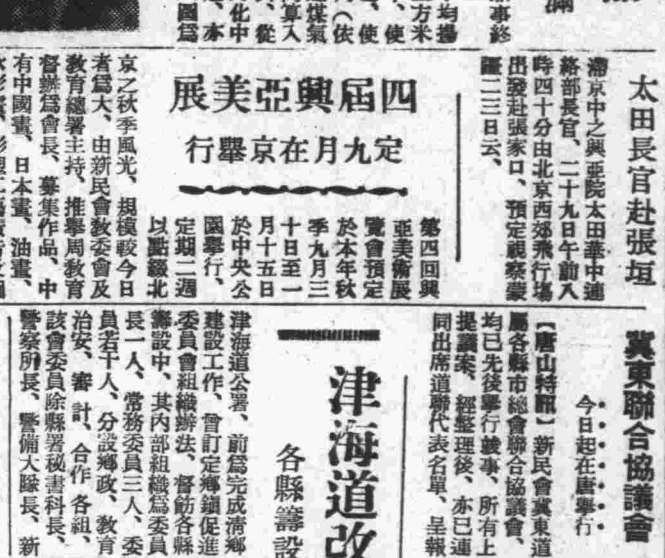 太田長官赴張垣
滯京中之興亞院太田華中連
絡部長官、二十九日午前八
時四十分由北京西郊飛行塲
出發赴張家口、預定視察蒙
疆二三日云、
四屆興亞美展
定九月在京舉行
第四回興
亞美術展
覽會預定
於本年秋
季九月三
十日至一
月十五日
於中央公
園舉行、
定期二週
以點綴北
京之秋季風光、規模較今日
者爲大、由新民會敎委會及
敎育總署主持、推擧周敎育
督辦爲會長、募集作品、中
有中國畫、日本畫、油畫、
冀東聯合協議會
今日起在唐舉行
【唐山特訊】新民會冀東道
屬各縣市總會聯合協議會、
均已先後舉行竣事、所有上
提議案、經整理後、亦已連
同出席道聯代表名單、呈報
津海道改
各縣籌設
津海道公署、前爲完成淸鄉
建設工作、曾訂定鄉鎭促進
委員會組織辦法、督飭各縣
籌設中、其內部組織爲委員
長一人、常務委員三人、委
員若干人、分設鄉政、敎育
治安、審計、合作各組、
該會委員除縣署秘書科長、
警察所長、警備大隊長、新